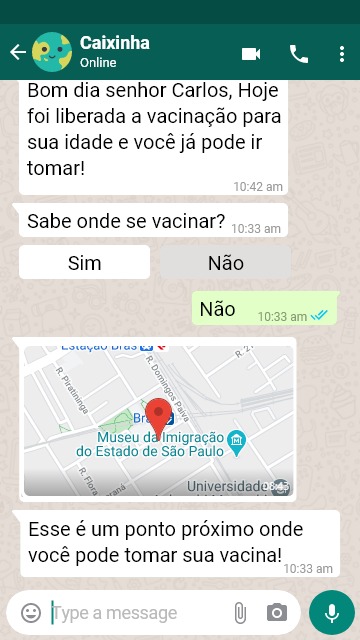 Caixinha
Online
Bom dia senhor Carlos, Hoje
foi liberada a vacinação para
sua idade e você já pode ir
tomar!
10:42 am
Sabe onde se vacinar? 10:33 am
Sim Não
Não 10:33 am
Estação Brás
R. Piratininga
R. Domingos Paiva
R. 2
Brás
Museu da Imigração
do Estado de São Paulo
R. Flora
raná
Universidade
Esse é um ponto próximo onde
você pode tomar sua vacina!
10:33 am
Type a message